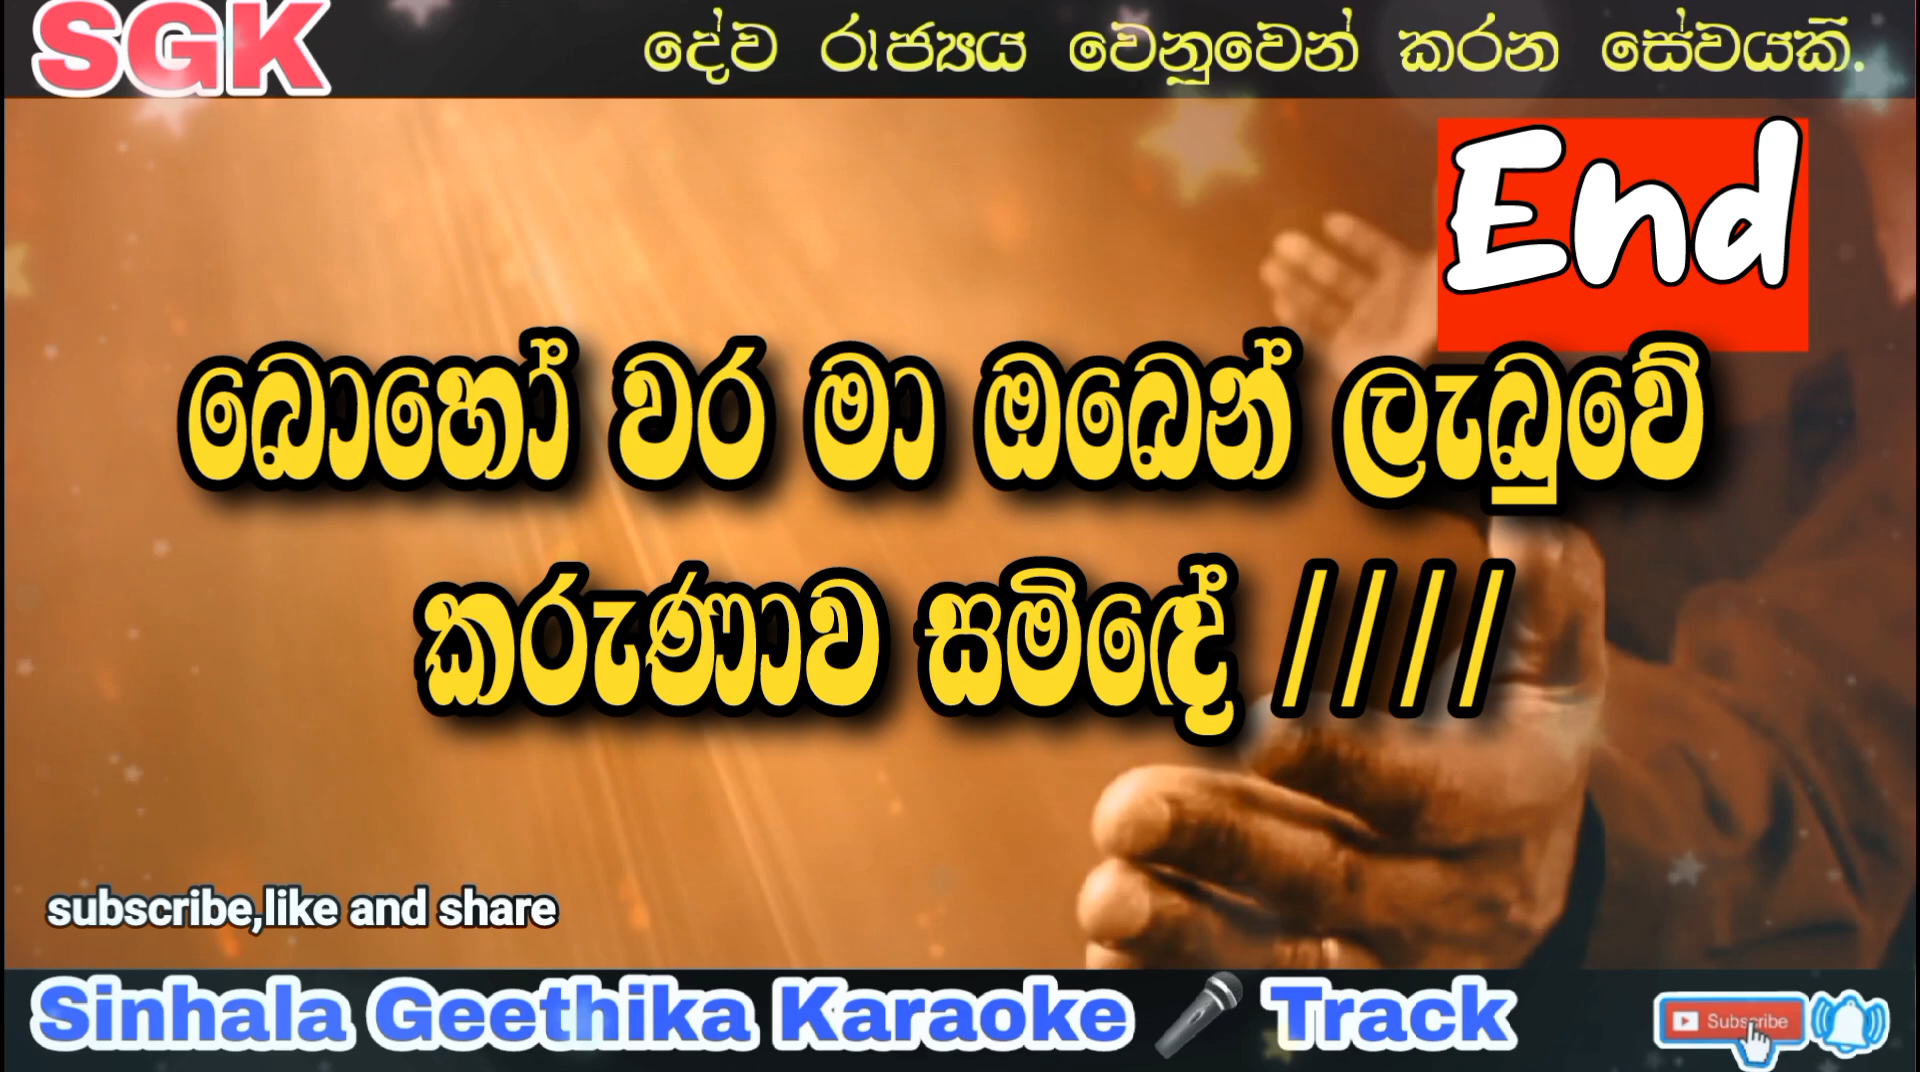 SGK
දේව රාජ්‍යය වෙනුවෙන් කරන සේවයකි.
End
බොහෝ වර මා ඔබෙන් ලැබුවේ
කරුණාව සමිඳේ ////
subscribe,like and share
Sinhala Geethika Karaoke Track
Subscribe